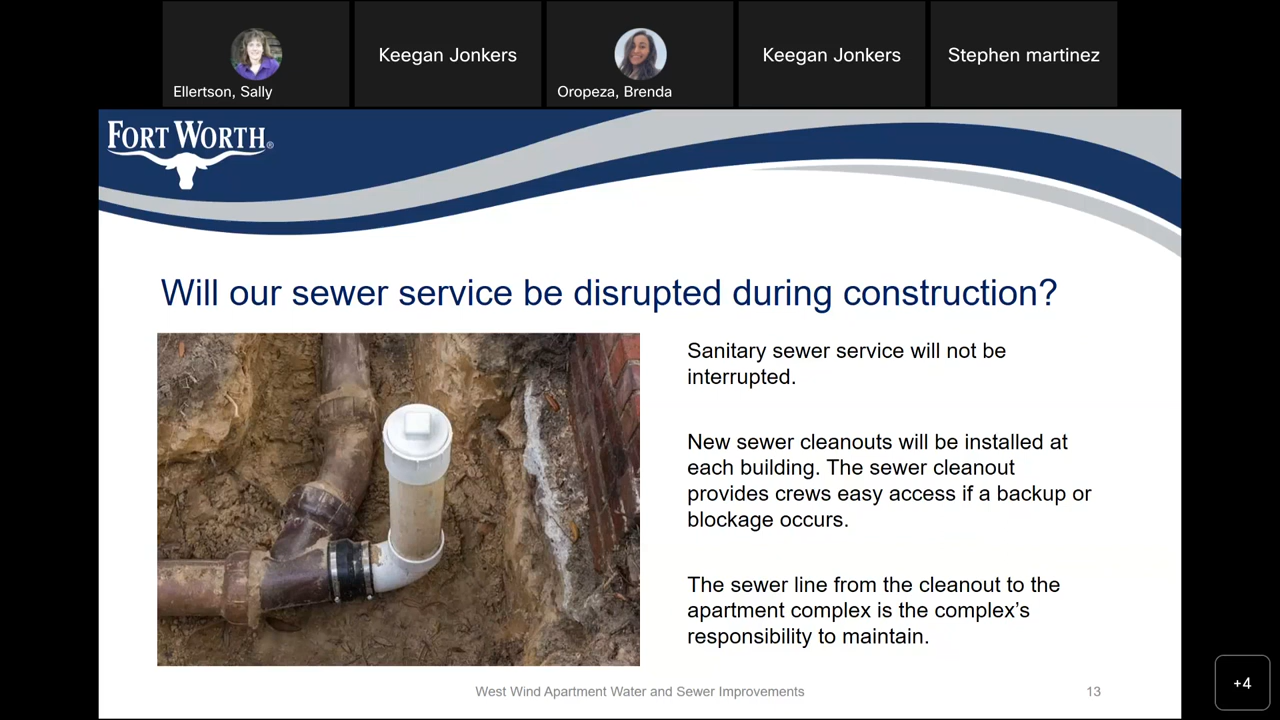 Ellertson, Sally
Keegan Jonkers
Oropeza, Brenda
Keegan Jonkers
Stephen martinez
FORT WORTH®
Will our sewer service be disrupted during construction?
Sanitary sewer service will not be
interrupted.
New sewer cleanouts will be installed at
each building. The sewer cleanout
provides crews easy access if a backup or
blockage occurs.
The sewer line from the cleanout to the
apartment complex is the complex’s
responsibility to maintain.
West Wind Apartment Water and Sewer Improvements
13
+4